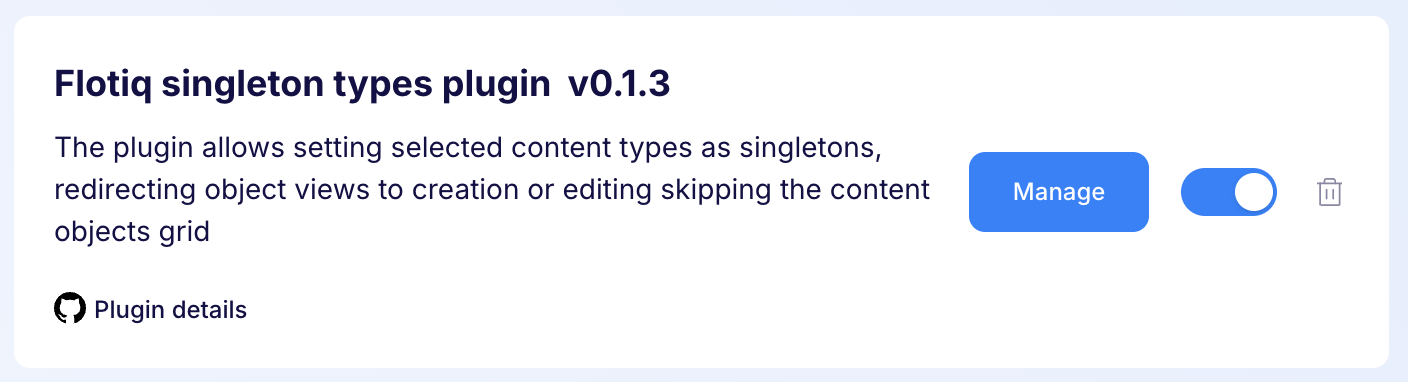 Flotiq singleton types plugin v0.1.3
The plugin allows setting selected content types as singletons,
redirecting object views to creation or editing skipping the content
objects grid
Manage
Plugin details